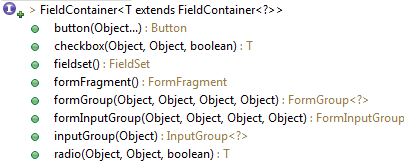 > FieldContainer<T extends FieldContainer<?>>
button(Object...) : Button
checkbox(Object, Object, boolean) : T
fieldset() : FieldSet
formFragment() : FormFragment
formGroup(Object, Object, Object, Object) : FormGroup<?>
formInputGroup(Object, Object, Object, Object) : FormInputGroup
inputGroup(Object) : InputGroup<?>
radio(Object, Object, boolean) : T